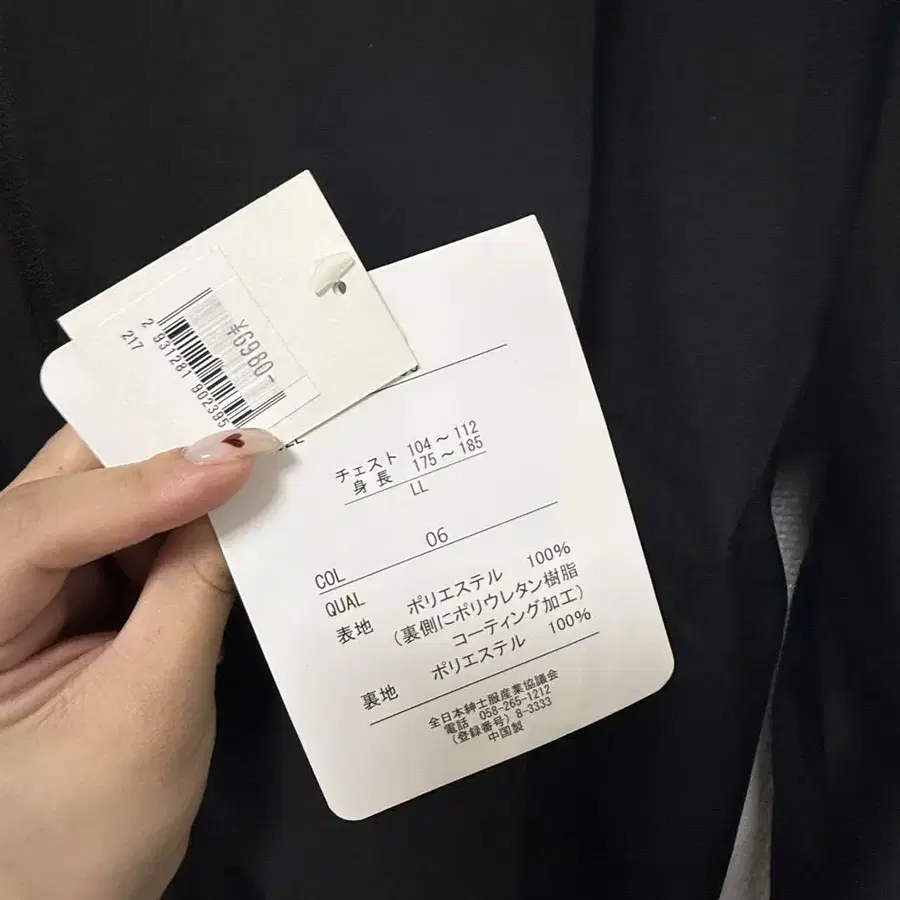 ¥6980-
2 931281 902395
217
チェスト 104～112
身長 175～185
LL
COL 06
QUAL
表地 ポリエステル 100%
(裏側にポリウレタン樹脂
コーティング加工)
裏地 ポリエステル 100%
全日本紳士服産業協議会
電話 058-265-1212
(登録番号) 8-3333
中国製